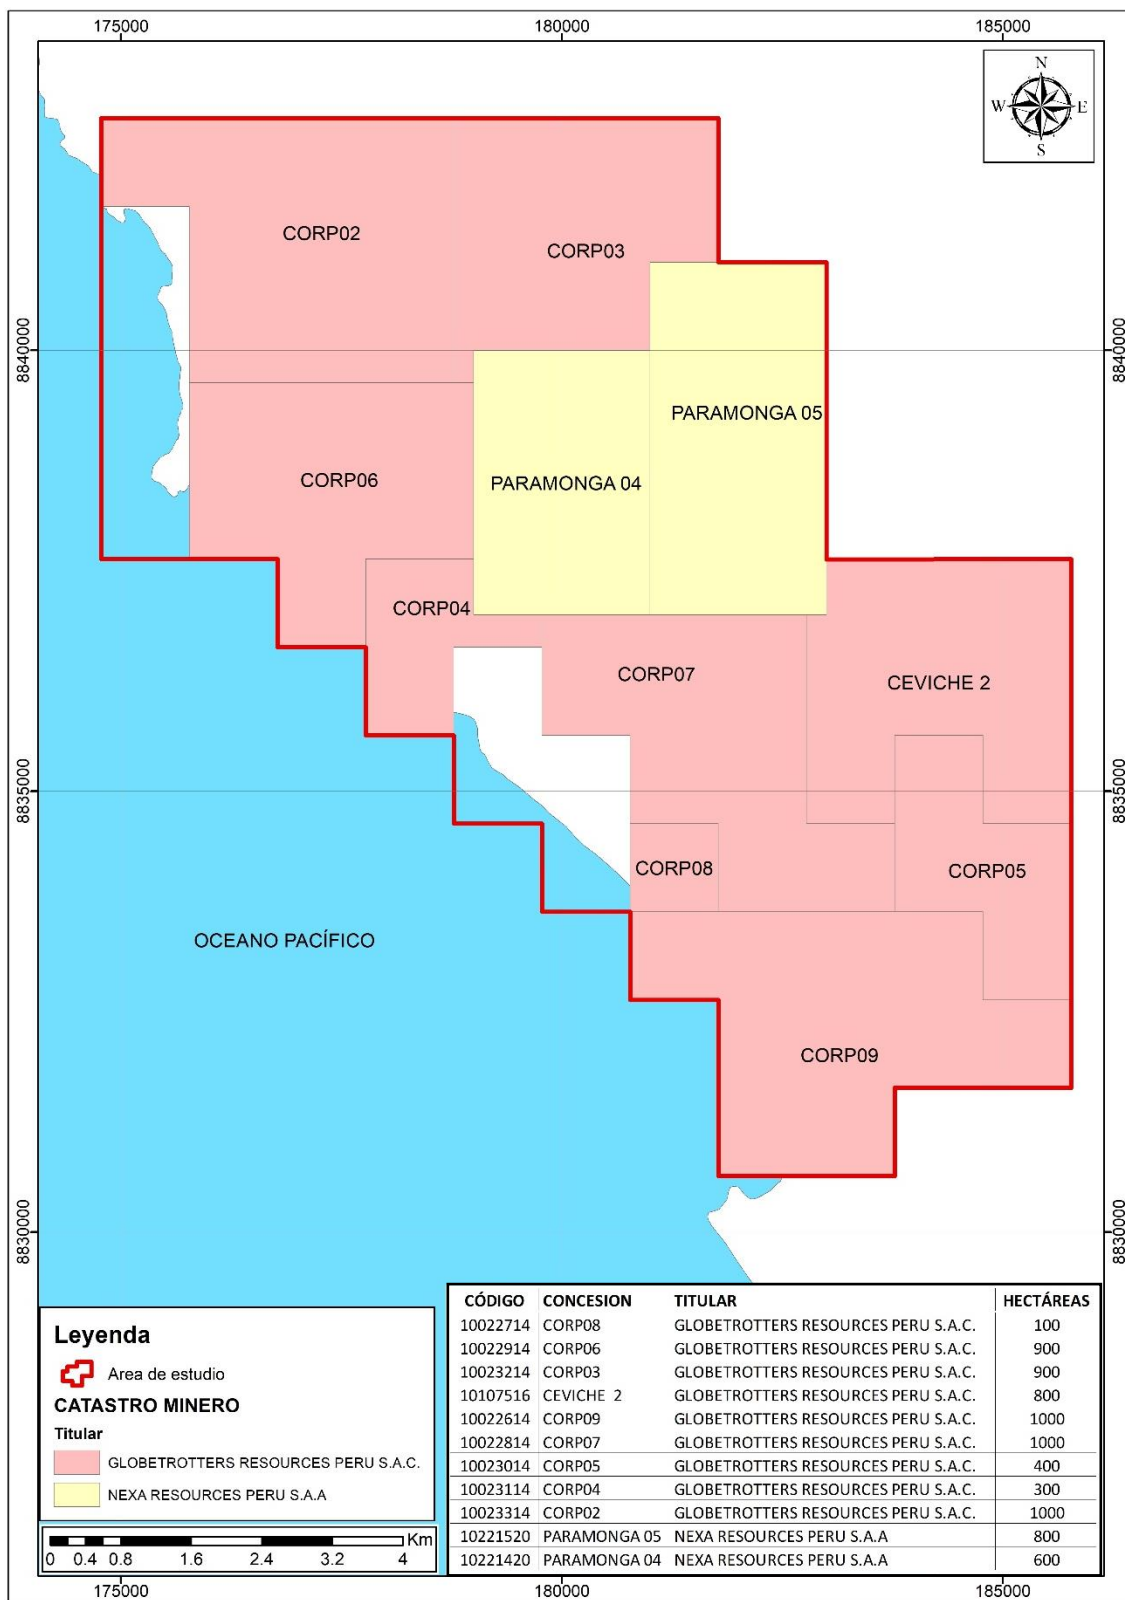 175000 180000 185000
N
W E
S
CORP02
CORP03
8840000 8840000
PARAMONGA 05
CORP06
PARAMONGA 04
CORP04
CORP07
CEVICHE 2
8835000 8835000
CORP08
CORP05
OCEANO PACÍFICO
CORP09
8830000 8830000
Leyenda
Area de estudio
CATASTRO MINERO
Titular
GLOBETROTTERS RESOURCES PERU S.A.C.
NEXA RESOURCES PERU S.A.A
Km
0 0.4 0.8 1.6 2.4 3.2 4
CÓDIGO CONCESION TITULAR HECTÁREAS
10022714 CORP08 GLOBETROTTERS RESOURCES PERU S.A.C. 100
10022914 CORP06 GLOBETROTTERS RESOURCES PERU S.A.C. 900
10023214 CORP03 GLOBETROTTERS RESOURCES PERU S.A.C. 900
10107516 CEVICHE 2 GLOBETROTTERS RESOURCES PERU S.A.C. 800
10022614 CORP09 GLOBETROTTERS RESOURCES PERU S.A.C. 1000
10022814 CORP07 GLOBETROTTERS RESOURCES PERU S.A.C. 1000
10023014 CORP05 GLOBETROTTERS RESOURCES PERU S.A.C. 400
10023114 CORP04 GLOBETROTTERS RESOURCES PERU S.A.C. 300
10023314 CORP02 GLOBETROTTERS RESOURCES PERU S.A.C. 1000
10221520 PARAMONGA 05 NEXA RESOURCES PERU S.A.A 800
10221420 PARAMONGA 04 NEXA RESOURCES PERU S.A.A 600
175000 180000 185000